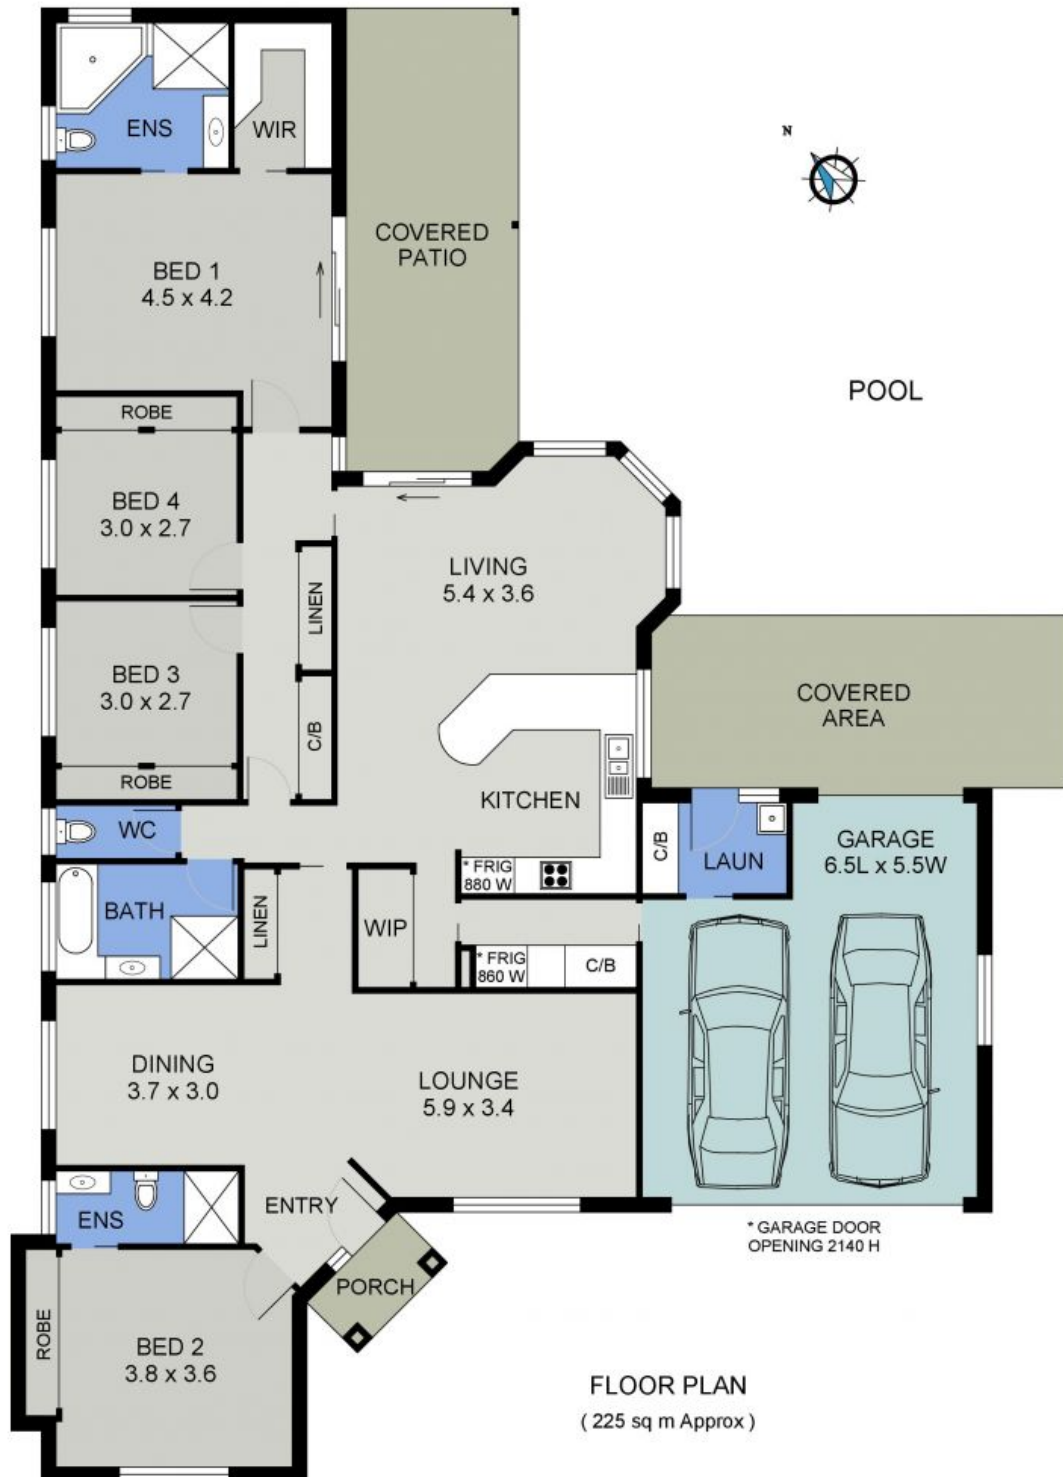 ENS
WIR
N
COVERED
PATIO
BED 1
4.5 x 4.2
POOL
ROBE
BED 4
3.0 x 2.7
LIVING
5.4 x 3.6
LINEN
BED 3
3.0 x 2.7
COVERED
AREA
C/B
ROBE
KITCHEN
WC
C/B
LAUN
GARAGE
6.5L x 5.5W
* FRIG
880 W
BATH
LINEN
WIP
* FRIG
860 W
C/B
DINING
3.7 x 3.0
LOUNGE
5.9 x 3.4
ENS
ENTRY
* GARAGE DOOR
OPENING 2140 H
PORCH
ROBE
BED 2
3.8 x 3.6
FLOOR PLAN
( 225 sq m Approx )